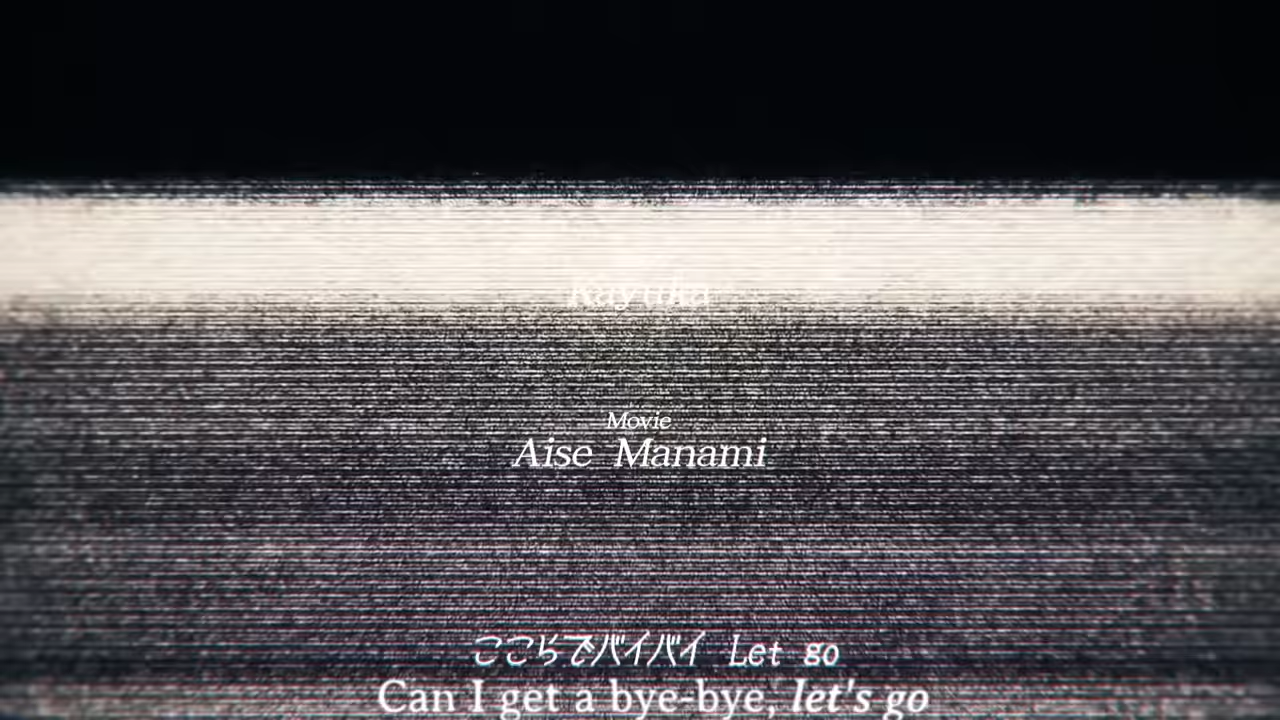 Kayuka
Movie
Aise Manami
ここらでバイバイ Let go
Can I get a bye-bye, let's go